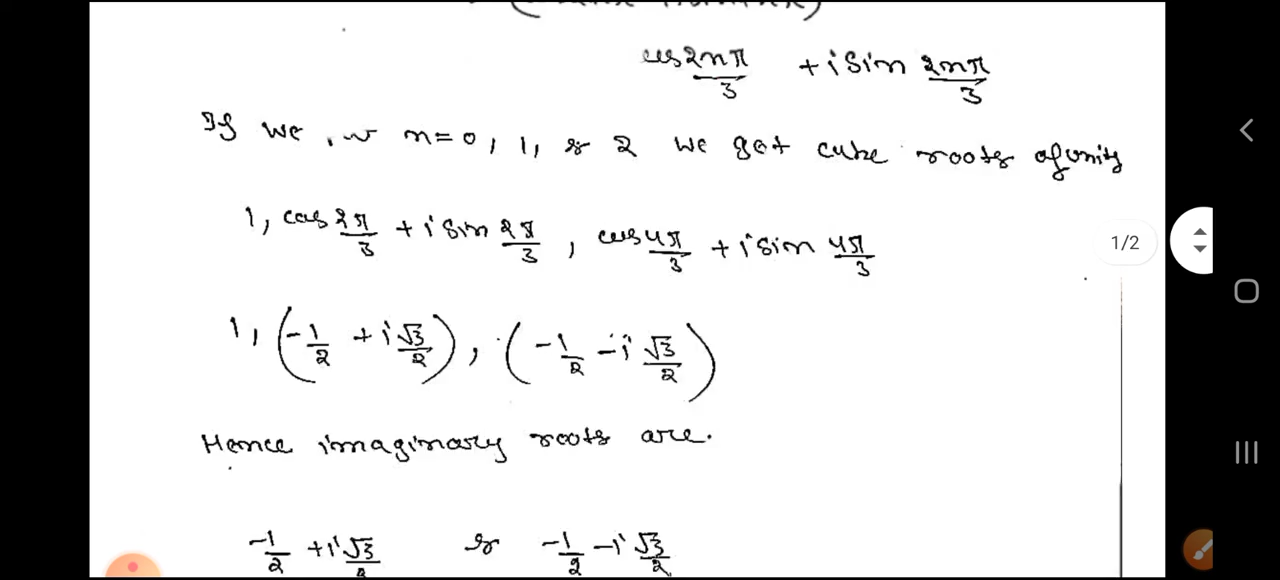 cos 2nπ/3 + i Sin 2nπ/3
If we n=0, 1, & 2 we get cube roots of unity
1, cos 2π/3 + i Sin 2π/3 , cos 4π/3 + i sin 4π/3
1, (-1/2 + i √3/2), (-1/2 - i √3/2)
Hence imaginary roots are.
-1/2 + i √3/2 & -1/2 - i √3/2
1/2